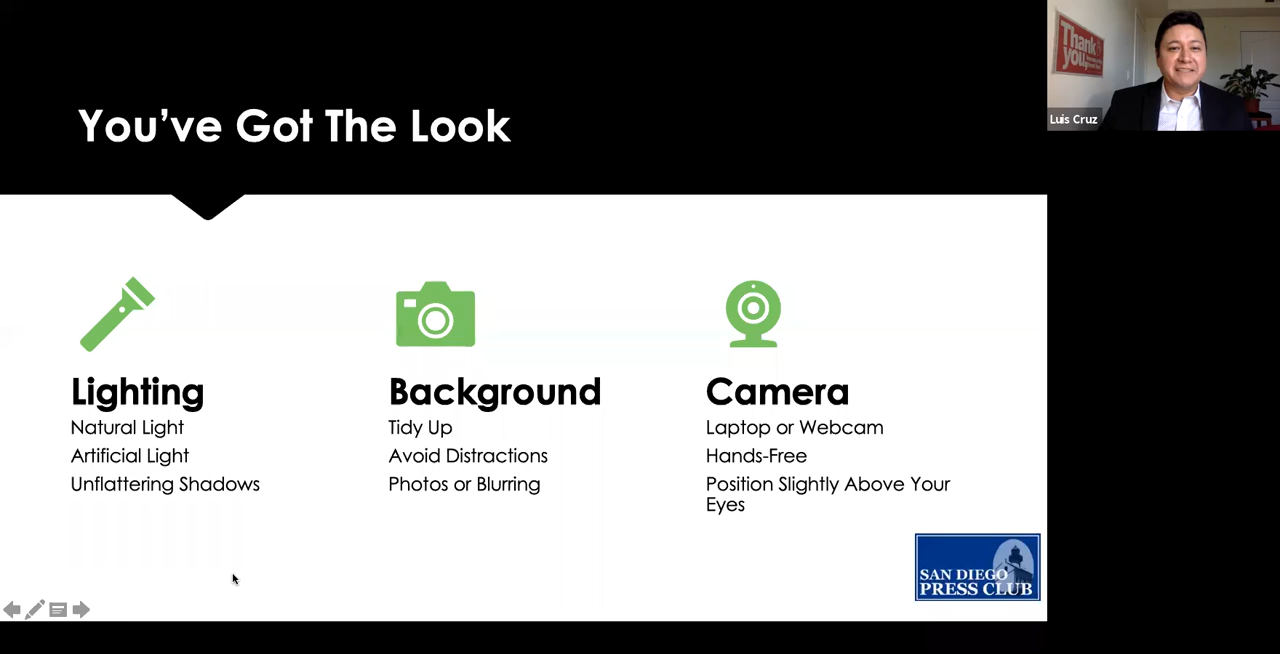 You've Got The Look
Thank
you
Luis Cruz
Lighting
Natural Light
Artificial Light
Unflattering Shadows
Background
Tidy Up
Avoid Distractions
Photos or Blurring
Camera
Laptop or Webcam
Hands-Free
Position Slightly Above Your
Eyes
SAN DIEGO
PRESS CLUB